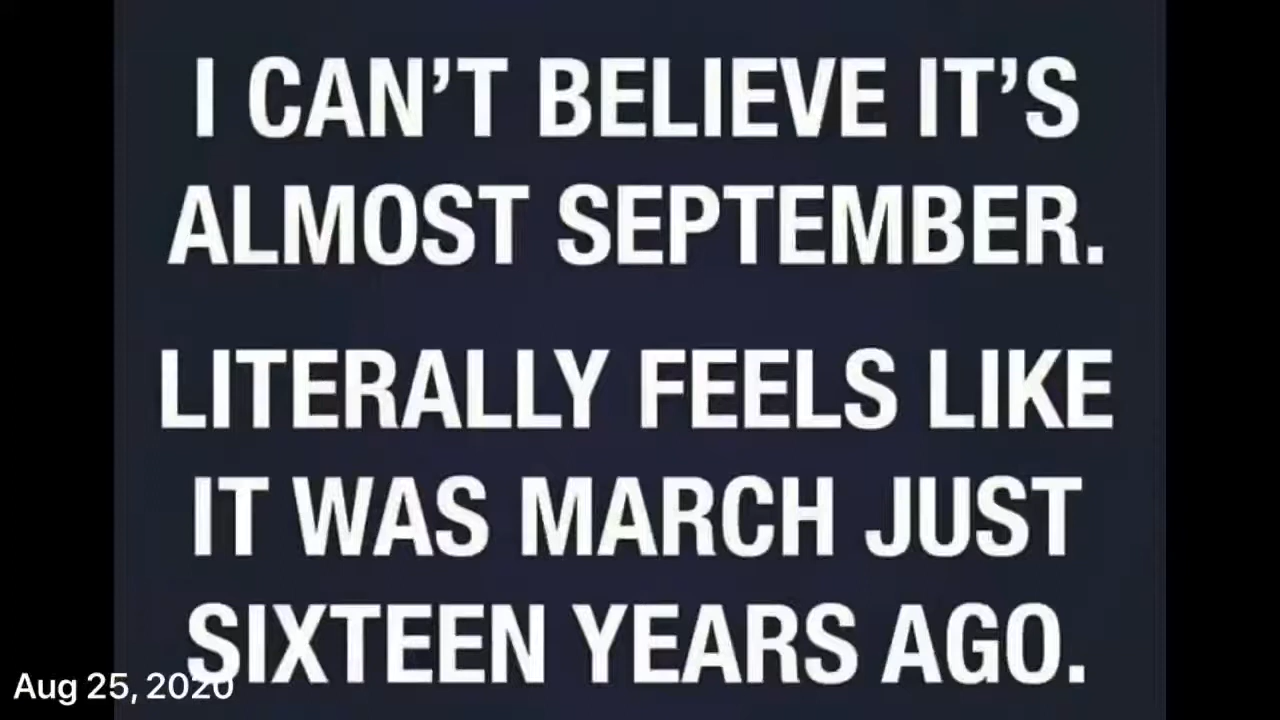 I CAN’T BELIEVE IT’S
ALMOST SEPTEMBER.
LITERALLY FEELS LIKE
IT WAS MARCH JUST
SIXTEEN YEARS AGO.
Aug 25, 2020